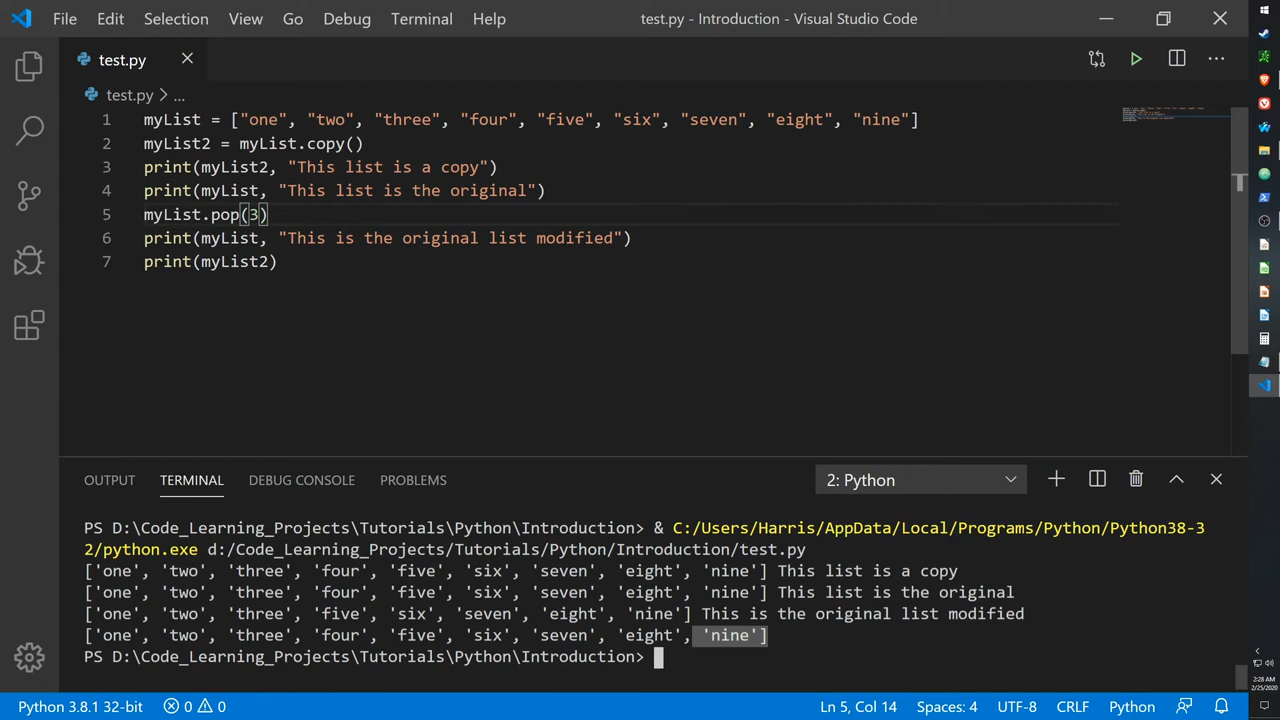 File Edit Selection View Go Debug Terminal Help test.py - Introduction - Visual Studio Code
test.py
test.py > ...
1 myList = ["one", "two", "three", "four", "five", "six", "seven", "eight", "nine"]
2 myList2 = myList.copy()
3 print(myList2, "This list is a copy")
4 print(myList, "This list is the original")
5 myList.pop(3)
6 print(myList, "This is the original list modified")
7 print(myList2)
OUTPUT TERMINAL DEBUG CONSOLE PROBLEMS 2: Python
PS D:\Code_Learning_Projects\Tutorials\Python\Introduction> & C:/Users/Harris/AppData/Local/Programs/Python/Python38-3
2/python.exe d:/Code_Learning_Projects/Tutorials/Python/Introduction/test.py
['one', 'two', 'three', 'four', 'five', 'six', 'seven', 'eight', 'nine'] This list is a copy
['one', 'two', 'three', 'four', 'five', 'six', 'seven', 'eight', 'nine'] This list is the original
['one', 'two', 'three', 'five', 'six', 'seven', 'eight', 'nine'] This is the original list modified
['one', 'two', 'three', 'four', 'five', 'six', 'seven', 'eight', 'nine']
PS D:\Code_Learning_Projects\Tutorials\Python\Introduction>
2:28 AM
2/25/2020
Python 3.8.1 32-bit 0 0 Ln 5, Col 14 Spaces: 4 UTF-8 CRLF Python